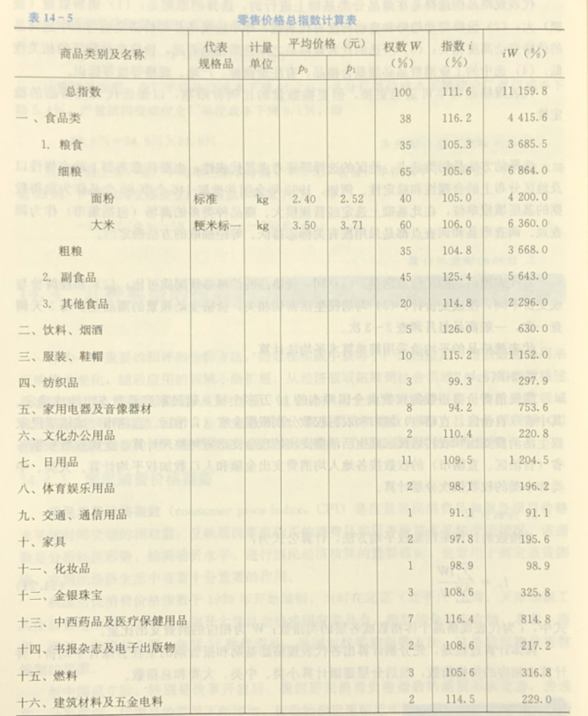 表 14-5 零售价格总指数计算表
商品类别及名称 代表规格品 计量单位 平均价格（元） p₀ p₁ 权数 W（%） 指数 i（%） iW（%）
总指数 100 111.6 11 159.8
一、食品类 38 116.2 4 415.6
1. 粮食 35 105.3 3 685.5
细粮 65 105.6 6 864.0
面粉 标准 kg 2.40 2.52 40 105.0 4 200.0
大米 粳米标一 kg 3.50 3.71 60 106.0 6 360.0
粗粮 35 104.8 3 668.0
2. 副食品 45 125.4 5 643.0
3. 其他食品 20 114.8 2 296.0
二、饮料、烟酒 5 126.0 630.0
三、服装、鞋帽 10 115.2 1 152.0
四、纺织品 3 99.3 297.9
五、家用电器及音像器材 8 94.2 753.6
六、文化办公用品 2 110.4 220.8
七、日用品 11 109.5 1 204.5
八、体育娱乐用品 2 98.1 196.2
九、交通、通信用品 1 91.1 91.1
十、家具 2 97.8 195.6
十一、化妆品 1 98.9 98.9
十二、金银珠宝 3 108.6 325.8
十三、中西药品及医疗保健用品 7 116.4 814.8
十四、书报杂志及电子出版物 2 108.6 217.2
十五、燃料 3 105.6 316.8
十六、建筑材料及五金电料 2 114.5 229.0